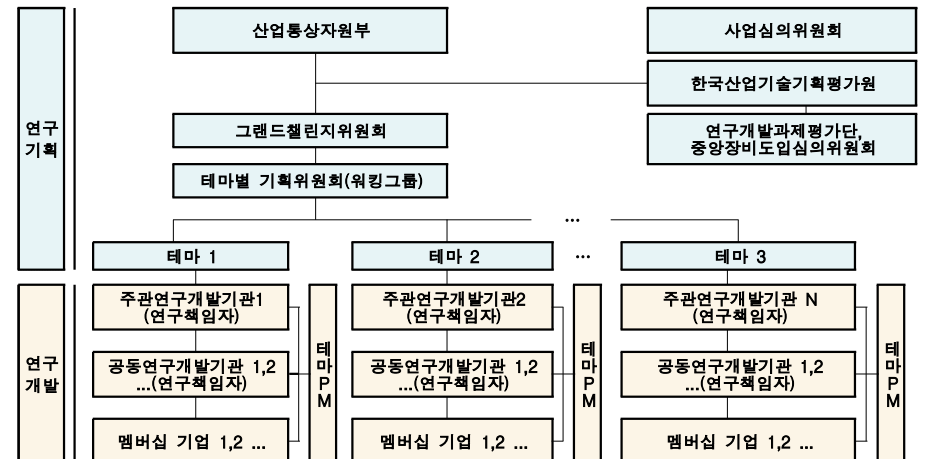 연구
기획
산업통상자원부
사업심의위원회
한국산업기술기획평가원
그랜드챌린지위원회
연구개발과제평가단,
중앙장비도입심의위원회
테마별 기획위원회(워킹그룹)
...
테마 1
테마 2
...
테마 3
연구
개발
주관연구개발기관1
(연구책임자)
공동연구개발기관 1,2
...(연구책임자)
멤버십 기업 1,2 ...
테
마
P
M
주관연구개발기관2
(연구책임자)
공동연구개발기관 1,2
...(연구책임자)
멤버십 기업 1,2 ...
테
마
P
M
주관연구개발기관 N
(연구책임자)
공동연구개발기관 1,2
...(연구책임자)
멤버십 기업 1,2 ...
테
마
P
M